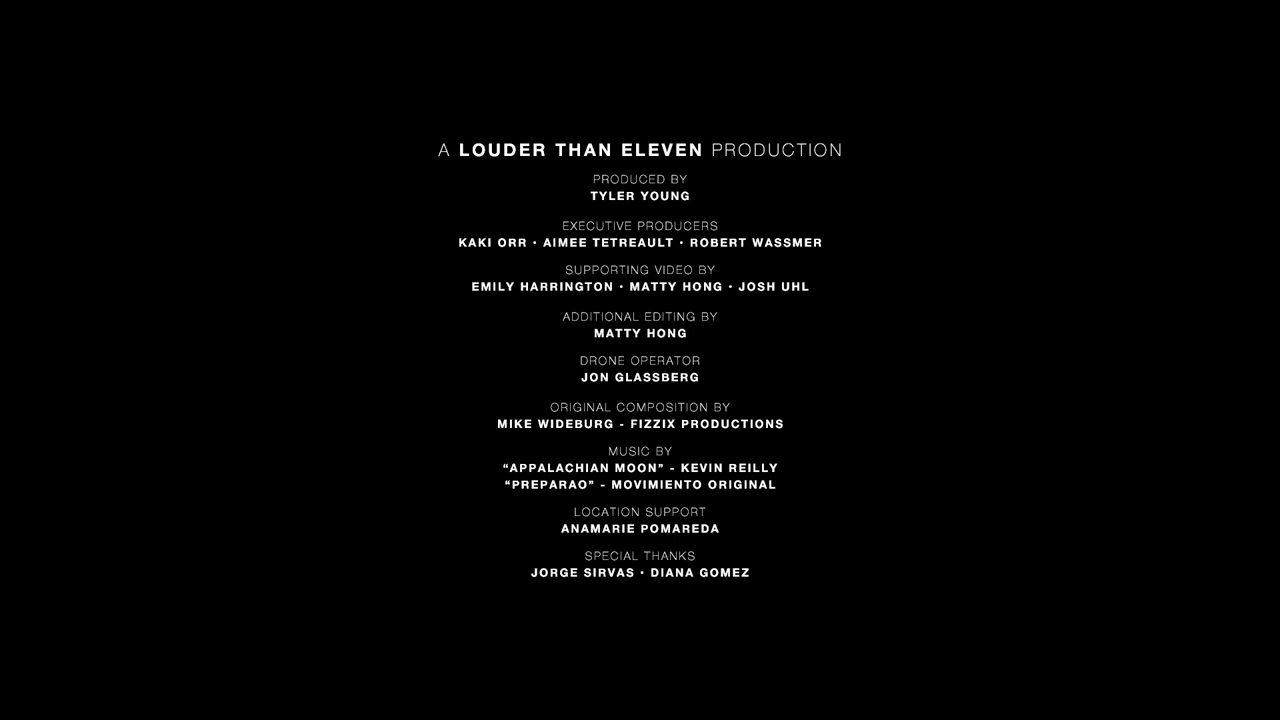 A LOUDER THAN ELEVEN PRODUCTION
PRODUCED BY
TYLER YOUNG
EXECUTIVE PRODUCERS
KAKI ORR • AIMEE TETREAULT • ROBERT WASSMER
SUPPORTING VIDEO BY
EMILY HARRINGTON • MATTY HONG • JOSH UHL
ADDITIONAL EDITING BY
MATTY HONG
DRONE OPERATOR
JON GLASSBERG
ORIGINAL COMPOSITION BY
MIKE WIDEBURG - FIZZIX PRODUCTIONS
MUSIC BY
“APPALACHIAN MOON” - KEVIN REILLY
“PREPARAO” - MOVIMIENTO ORIGINAL
LOCATION SUPPORT
ANAMARIE POMAREDA
SPECIAL THANKS
JORGE SIRVAS • DIANA GOMEZ